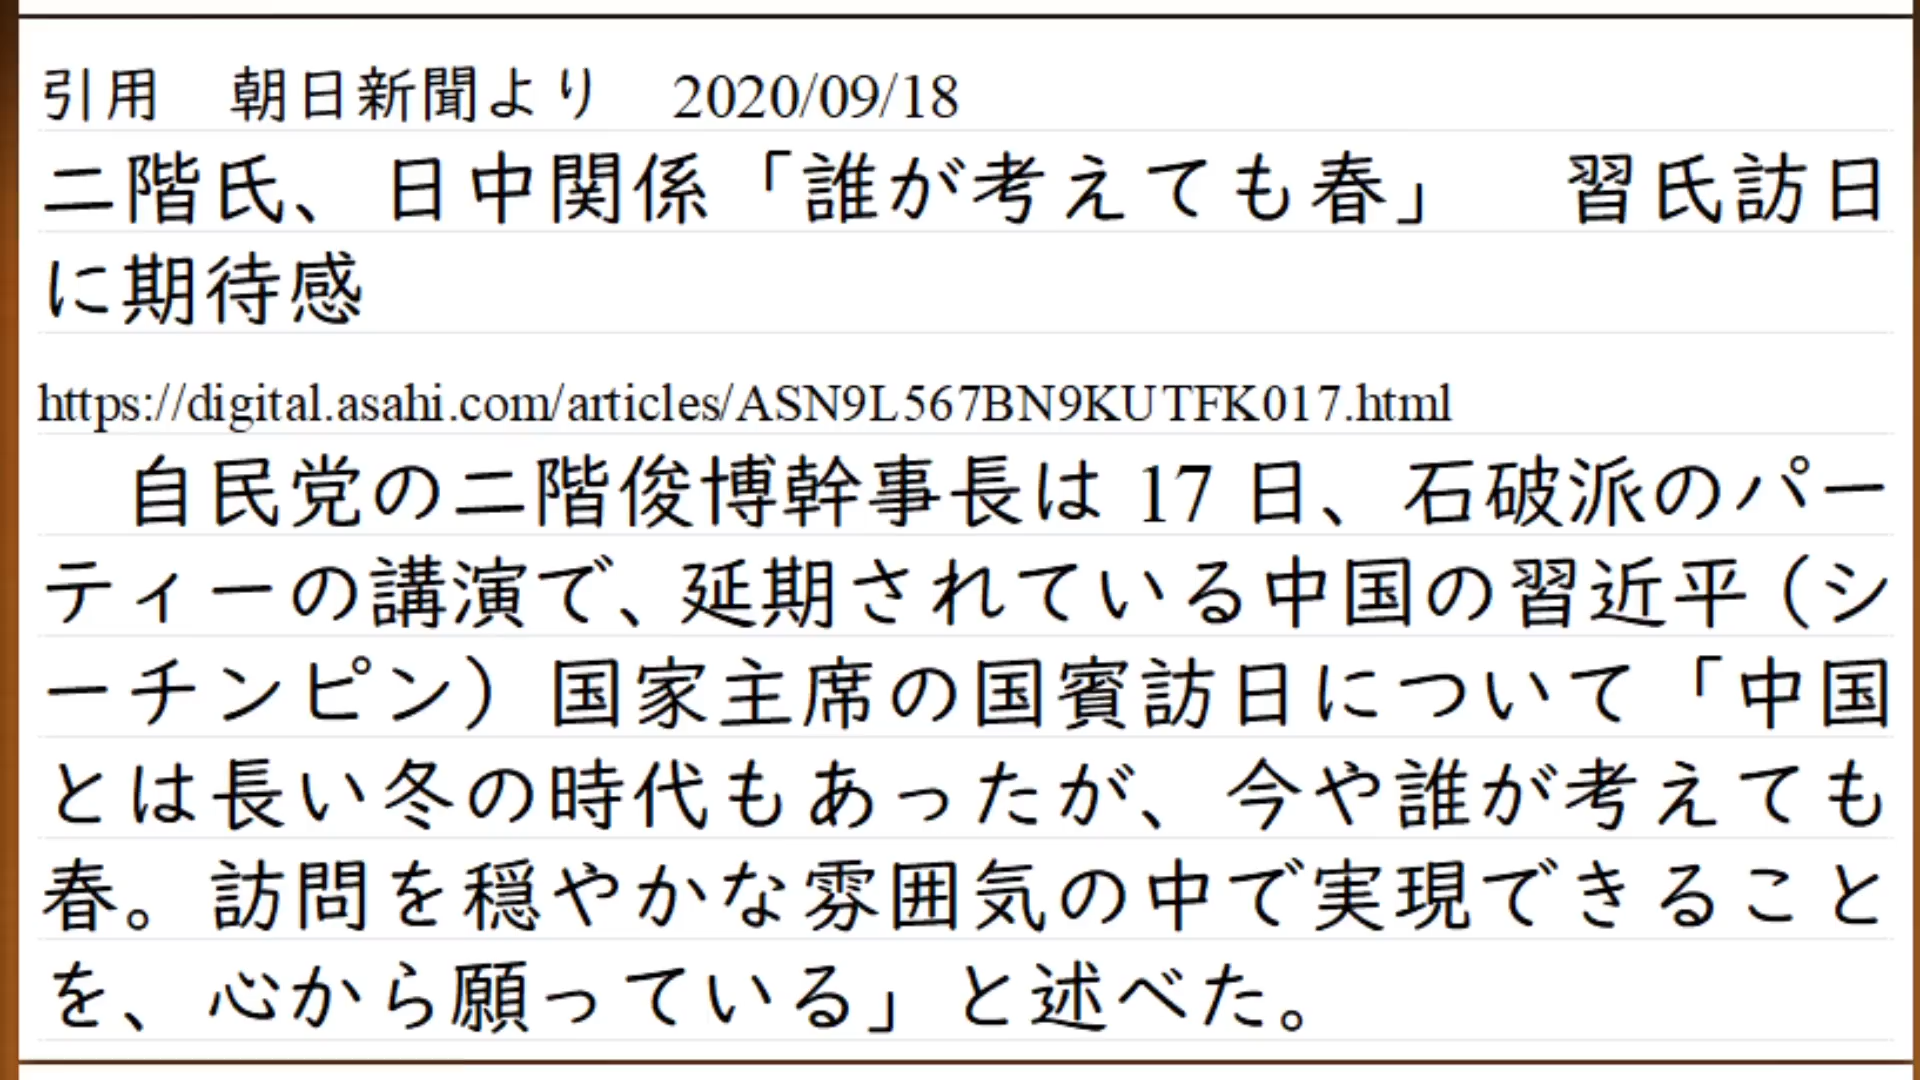 引用　朝日新聞より　2020/09/18
二階氏、日中関係「誰が考えても春」　習氏訪日
に期待感
https://digital.asahi.com/articles/ASN9L567BN9KUTFK017.html
　自民党の二階俊博幹事長は 17 日、石破派のパー
ティーの講演で、延期されている中国の習近平（シ
ーチンピン）国家主席の国賓訪日について「中国
とは長い冬の時代もあったが、今や誰が考えても
春。訪問を穏やかな雰囲気の中で実現できること
を、心から願っている」と述べた。